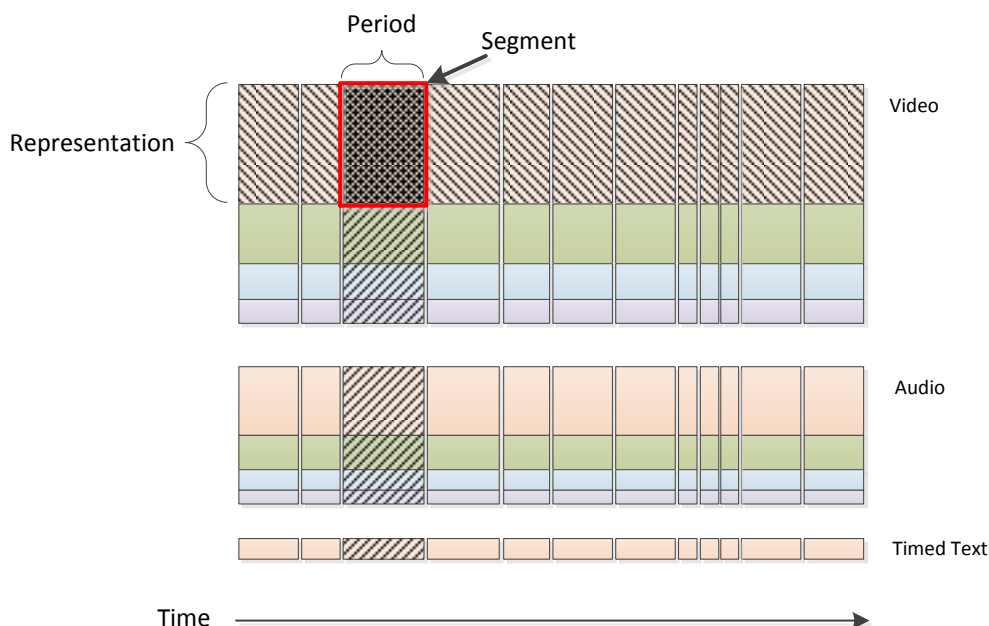 Period
Segment
Video
Representation
Audio
Timed Text
Time